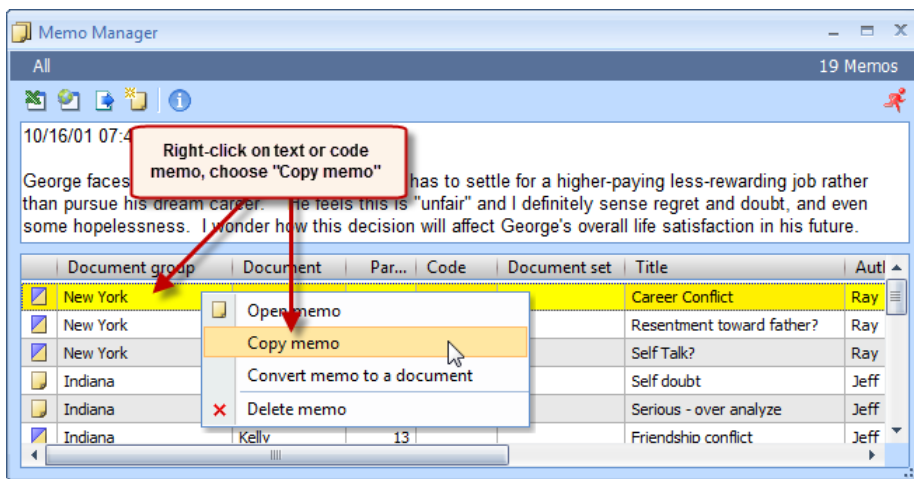 Memo Manager
All 19 Memos
10/16/01 07:4
Right-click on text or code
memo, choose "Copy memo"
George faces has to settle for a higher-paying less-rewarding job rather
than pursue his dream career. He feels this is "unfair" and I definitely sense regret and doubt, and even
some hopelessness. I wonder how this decision will affect George's overall life satisfaction in his future.
Document group Document Par... Code Document set Title Auth
New York Career Conflict Ray
New York Resentment toward father? Ray
New York Self Talk? Ray
Indiana Self doubt Jeff
Indiana Serious - over analyze Jeff
Indiana Kelly 13 Friendship conflict Jeff
Open memo
Copy memo
Convert memo to a document
Delete memo